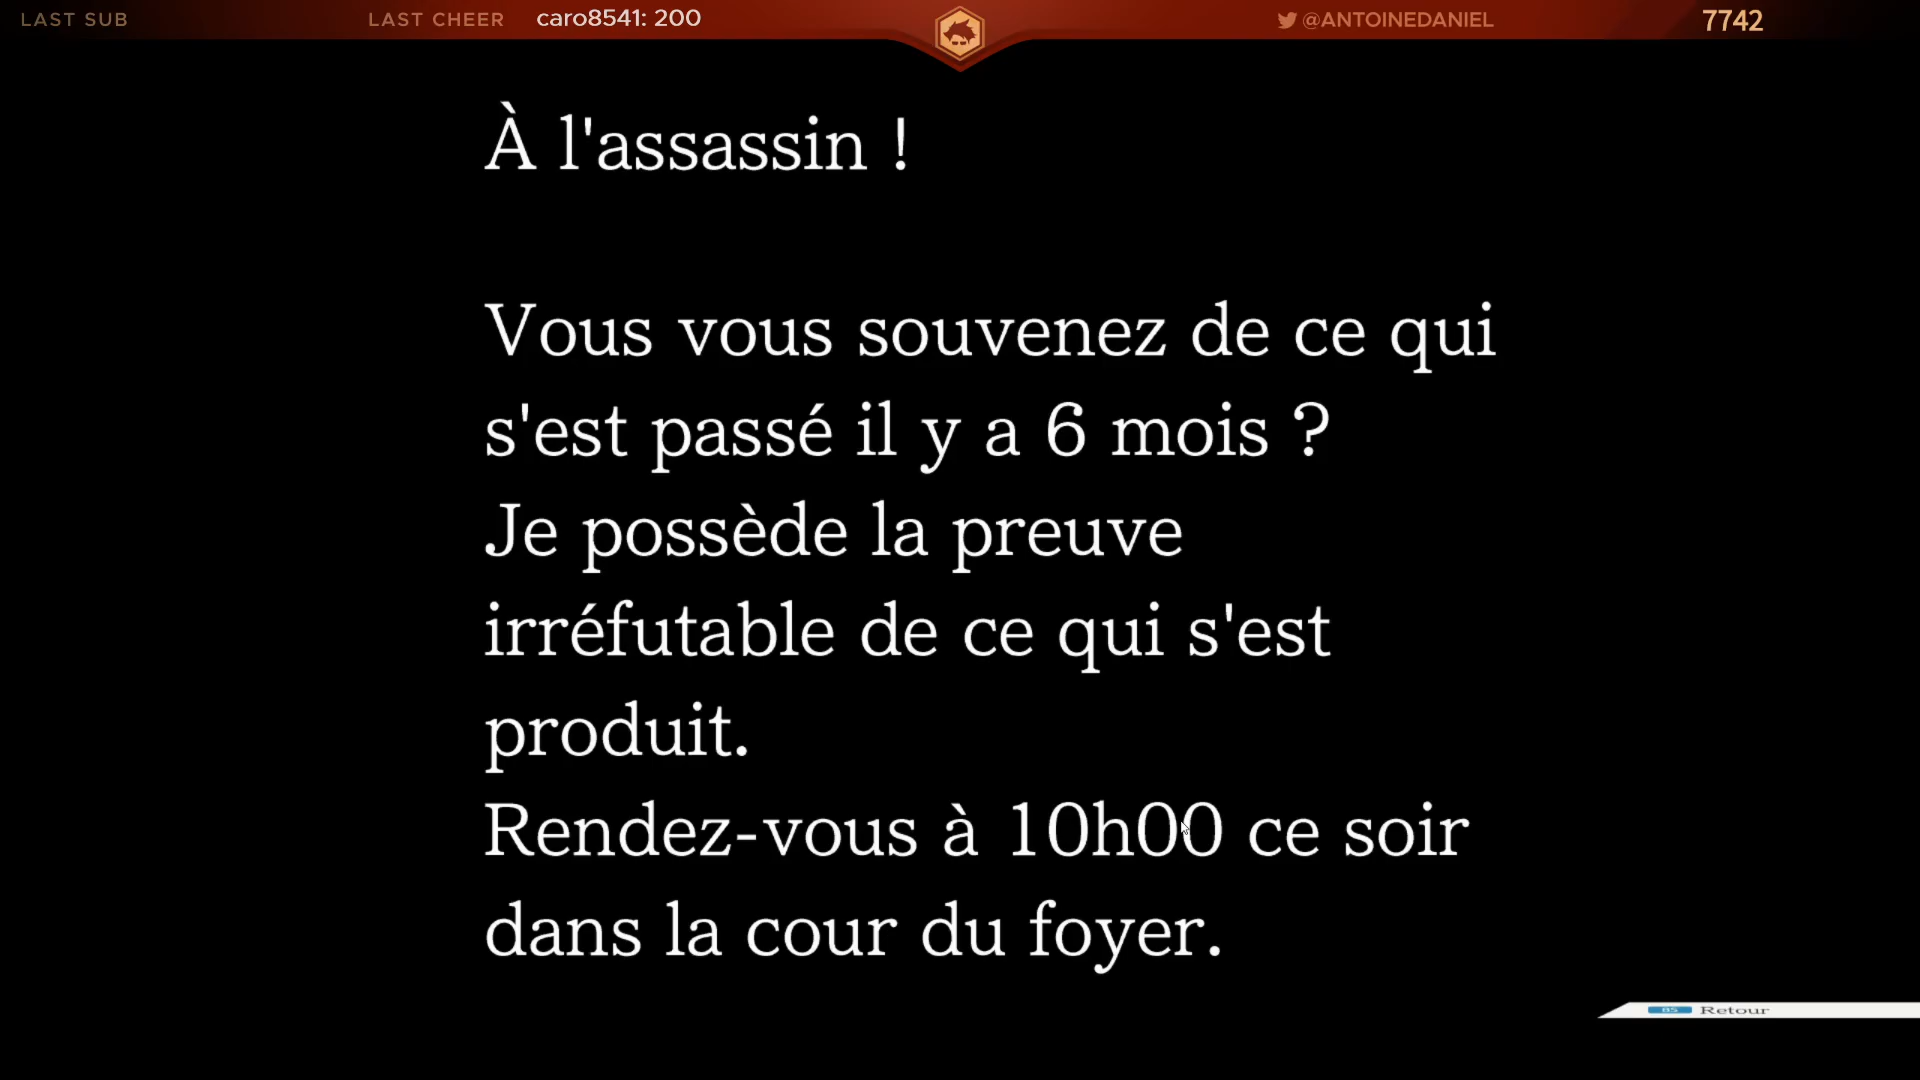 LAST SUB LAST CHEER caro8541: 200 @ANTOINEDANIEL 7742
À l'assassin !
Vous vous souvenez de ce qui
s'est passé il y a 6 mois ?
Je possède la preuve
irréfutable de ce qui s'est
produit.
Rendez-vous à 10h00 ce soir
dans la cour du foyer.
BS Retour